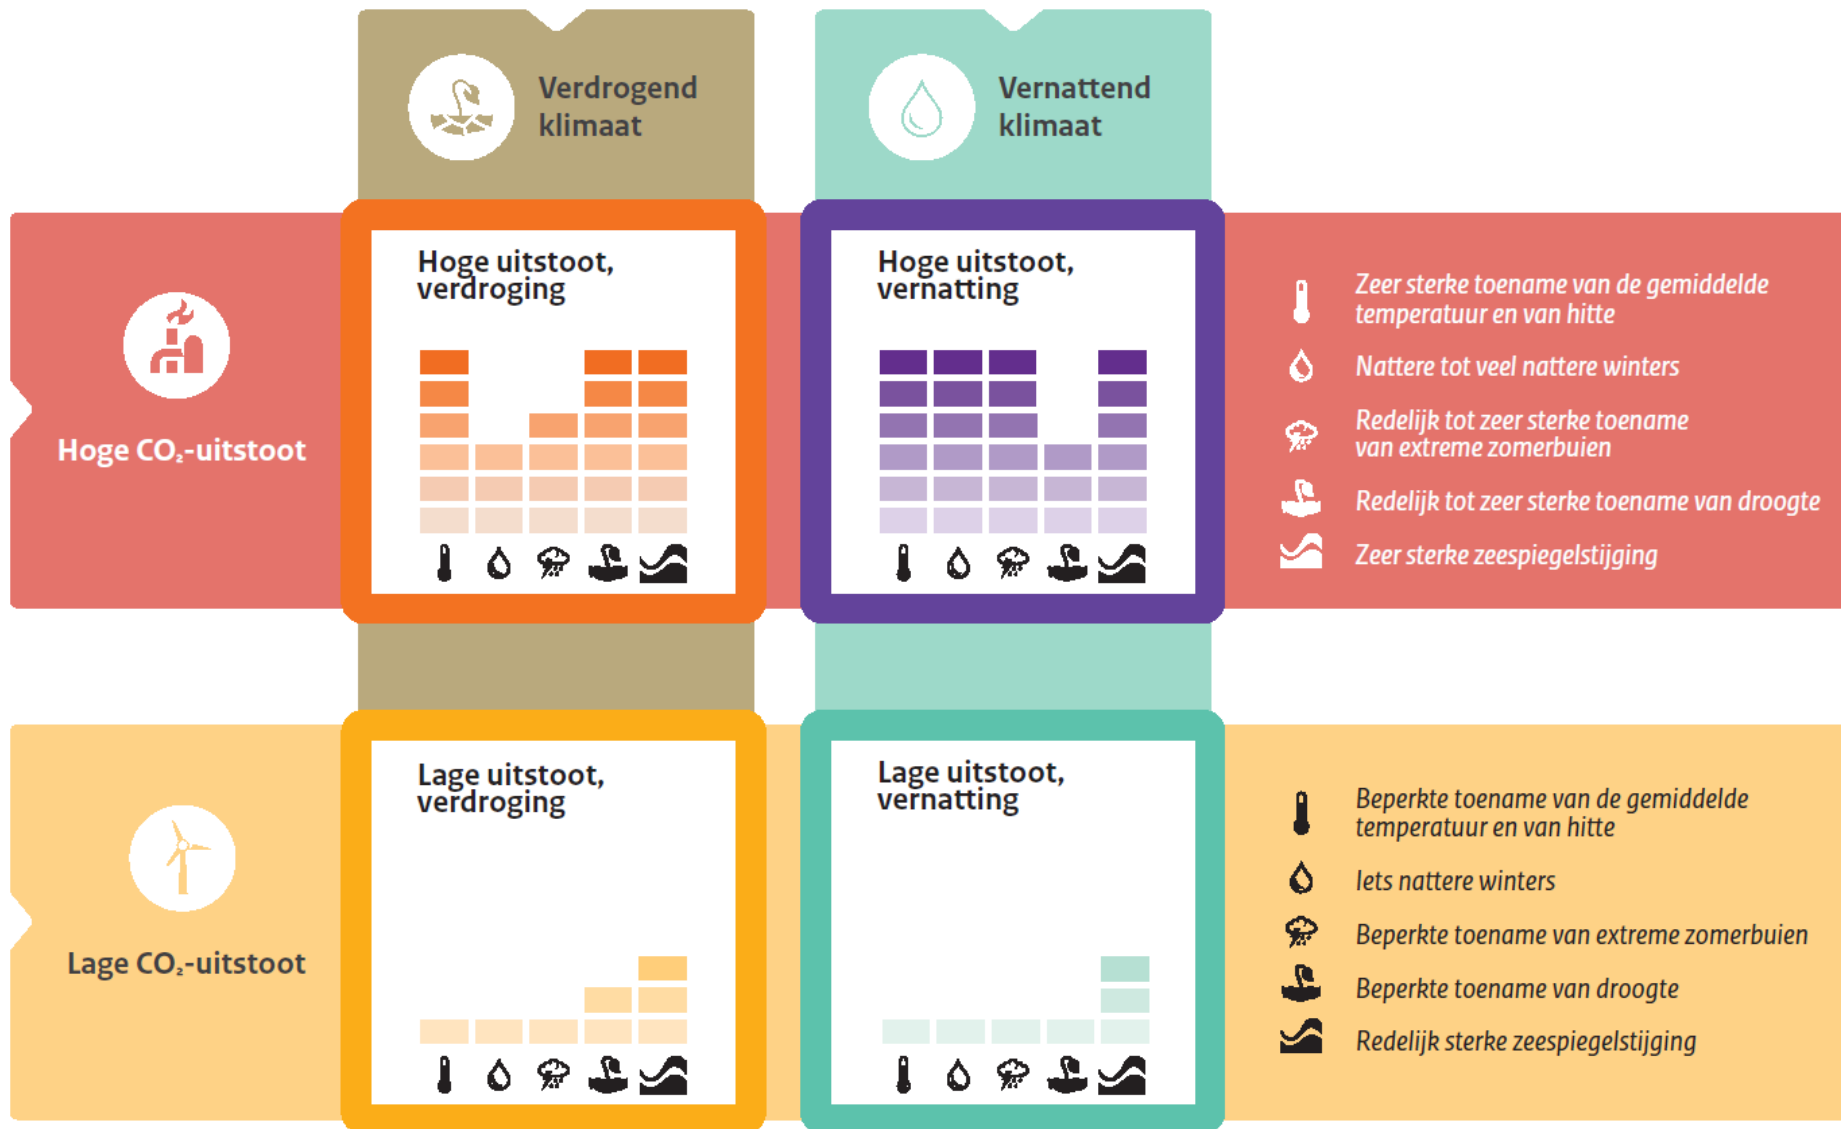 Verdrogend
klimaat
Vernattend
klimaat
Hoge CO₂-uitstoot
Hoge uitstoot,
verdroging
Hoge uitstoot,
vernatting
Zeer sterke toename van de gemiddelde
temperatuur en van hitte
Nattere tot veel nattere winters
Redelijk tot zeer sterke toename
van extreme zomerbuien
Redelijk tot zeer sterke toename van droogte
Zeer sterke zeespiegelstijging
Lage CO₂-uitstoot
Lage uitstoot,
verdroging
Lage uitstoot,
vernatting
Beperkte toename van de gemiddelde
temperatuur en van hitte
Iets nattere winters
Beperkte toename van extreme zomerbuien
Beperkte toename van droogte
Redelijk sterke zeespiegelstijging